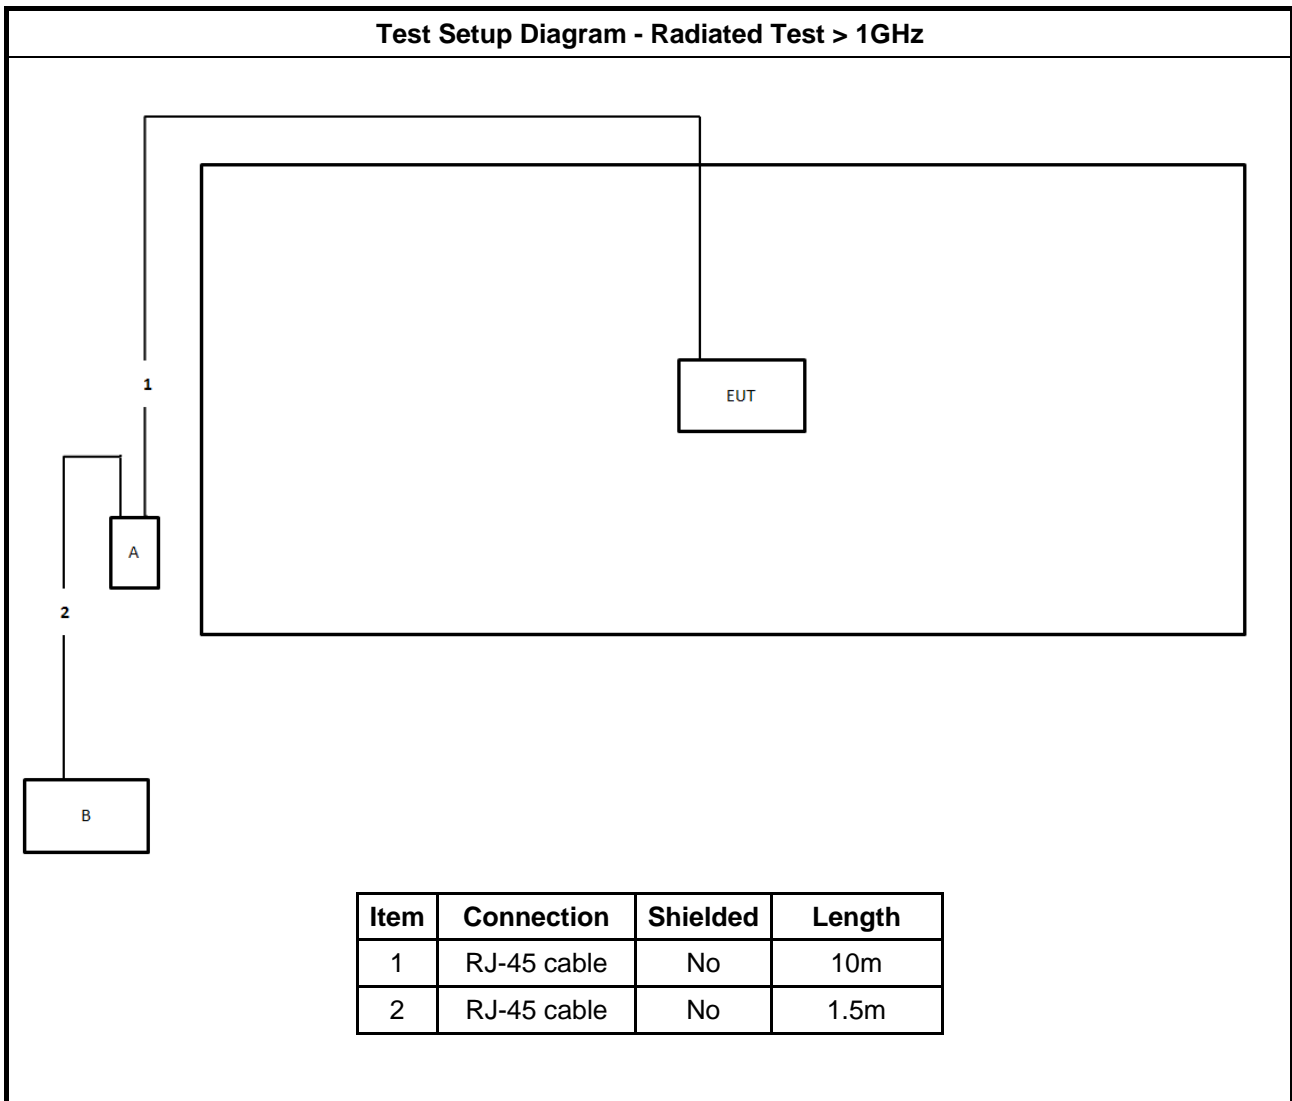 Test Setup Diagram - Radiated Test > 1GHz
1
EUT
A
2
B
Item Connection Shielded Length
1 RJ-45 cable No 10m
2 RJ-45 cable No 1.5m